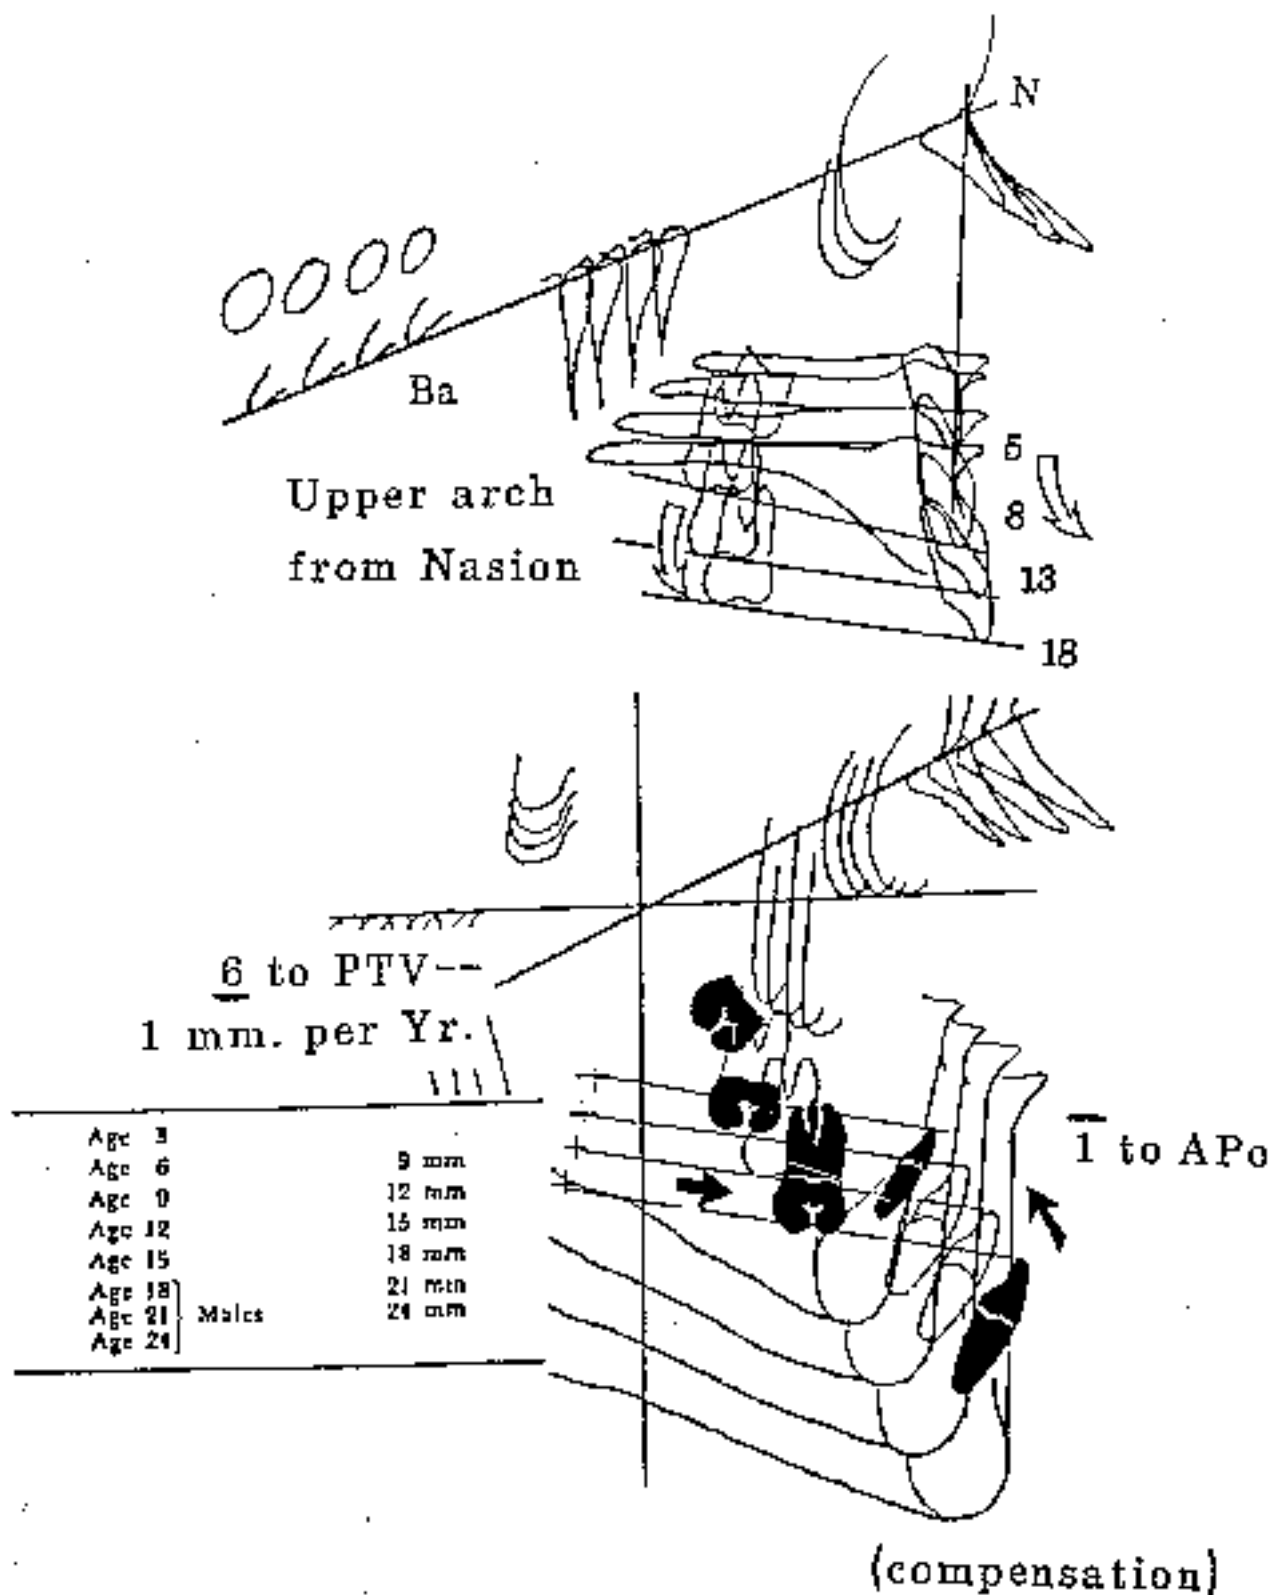 N
Ba
Upper arch
from Nasion
5
8
13
18
6 to PTV--
1 mm. per Yr.
Age 3
Age 6 9 mm
Age 9 12 mm
Age 12 15 mm
Age 15 18 mm
Age 18 21 mm
Age 21 Males 24 mm
Age 24
1 to APo
(compensation)